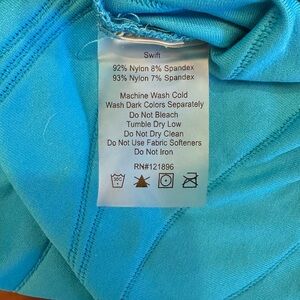 Swift
92% Nylon 8% Spandex
93% Nylon 7% Spandex
Machine Wash Cold
Wash Dark Colors Separately
Do Not Bleach
Tumble Dry Low
Do Not Dry Clean
Do Not Use Fabric Softeners
Do Not Iron
RN#121896